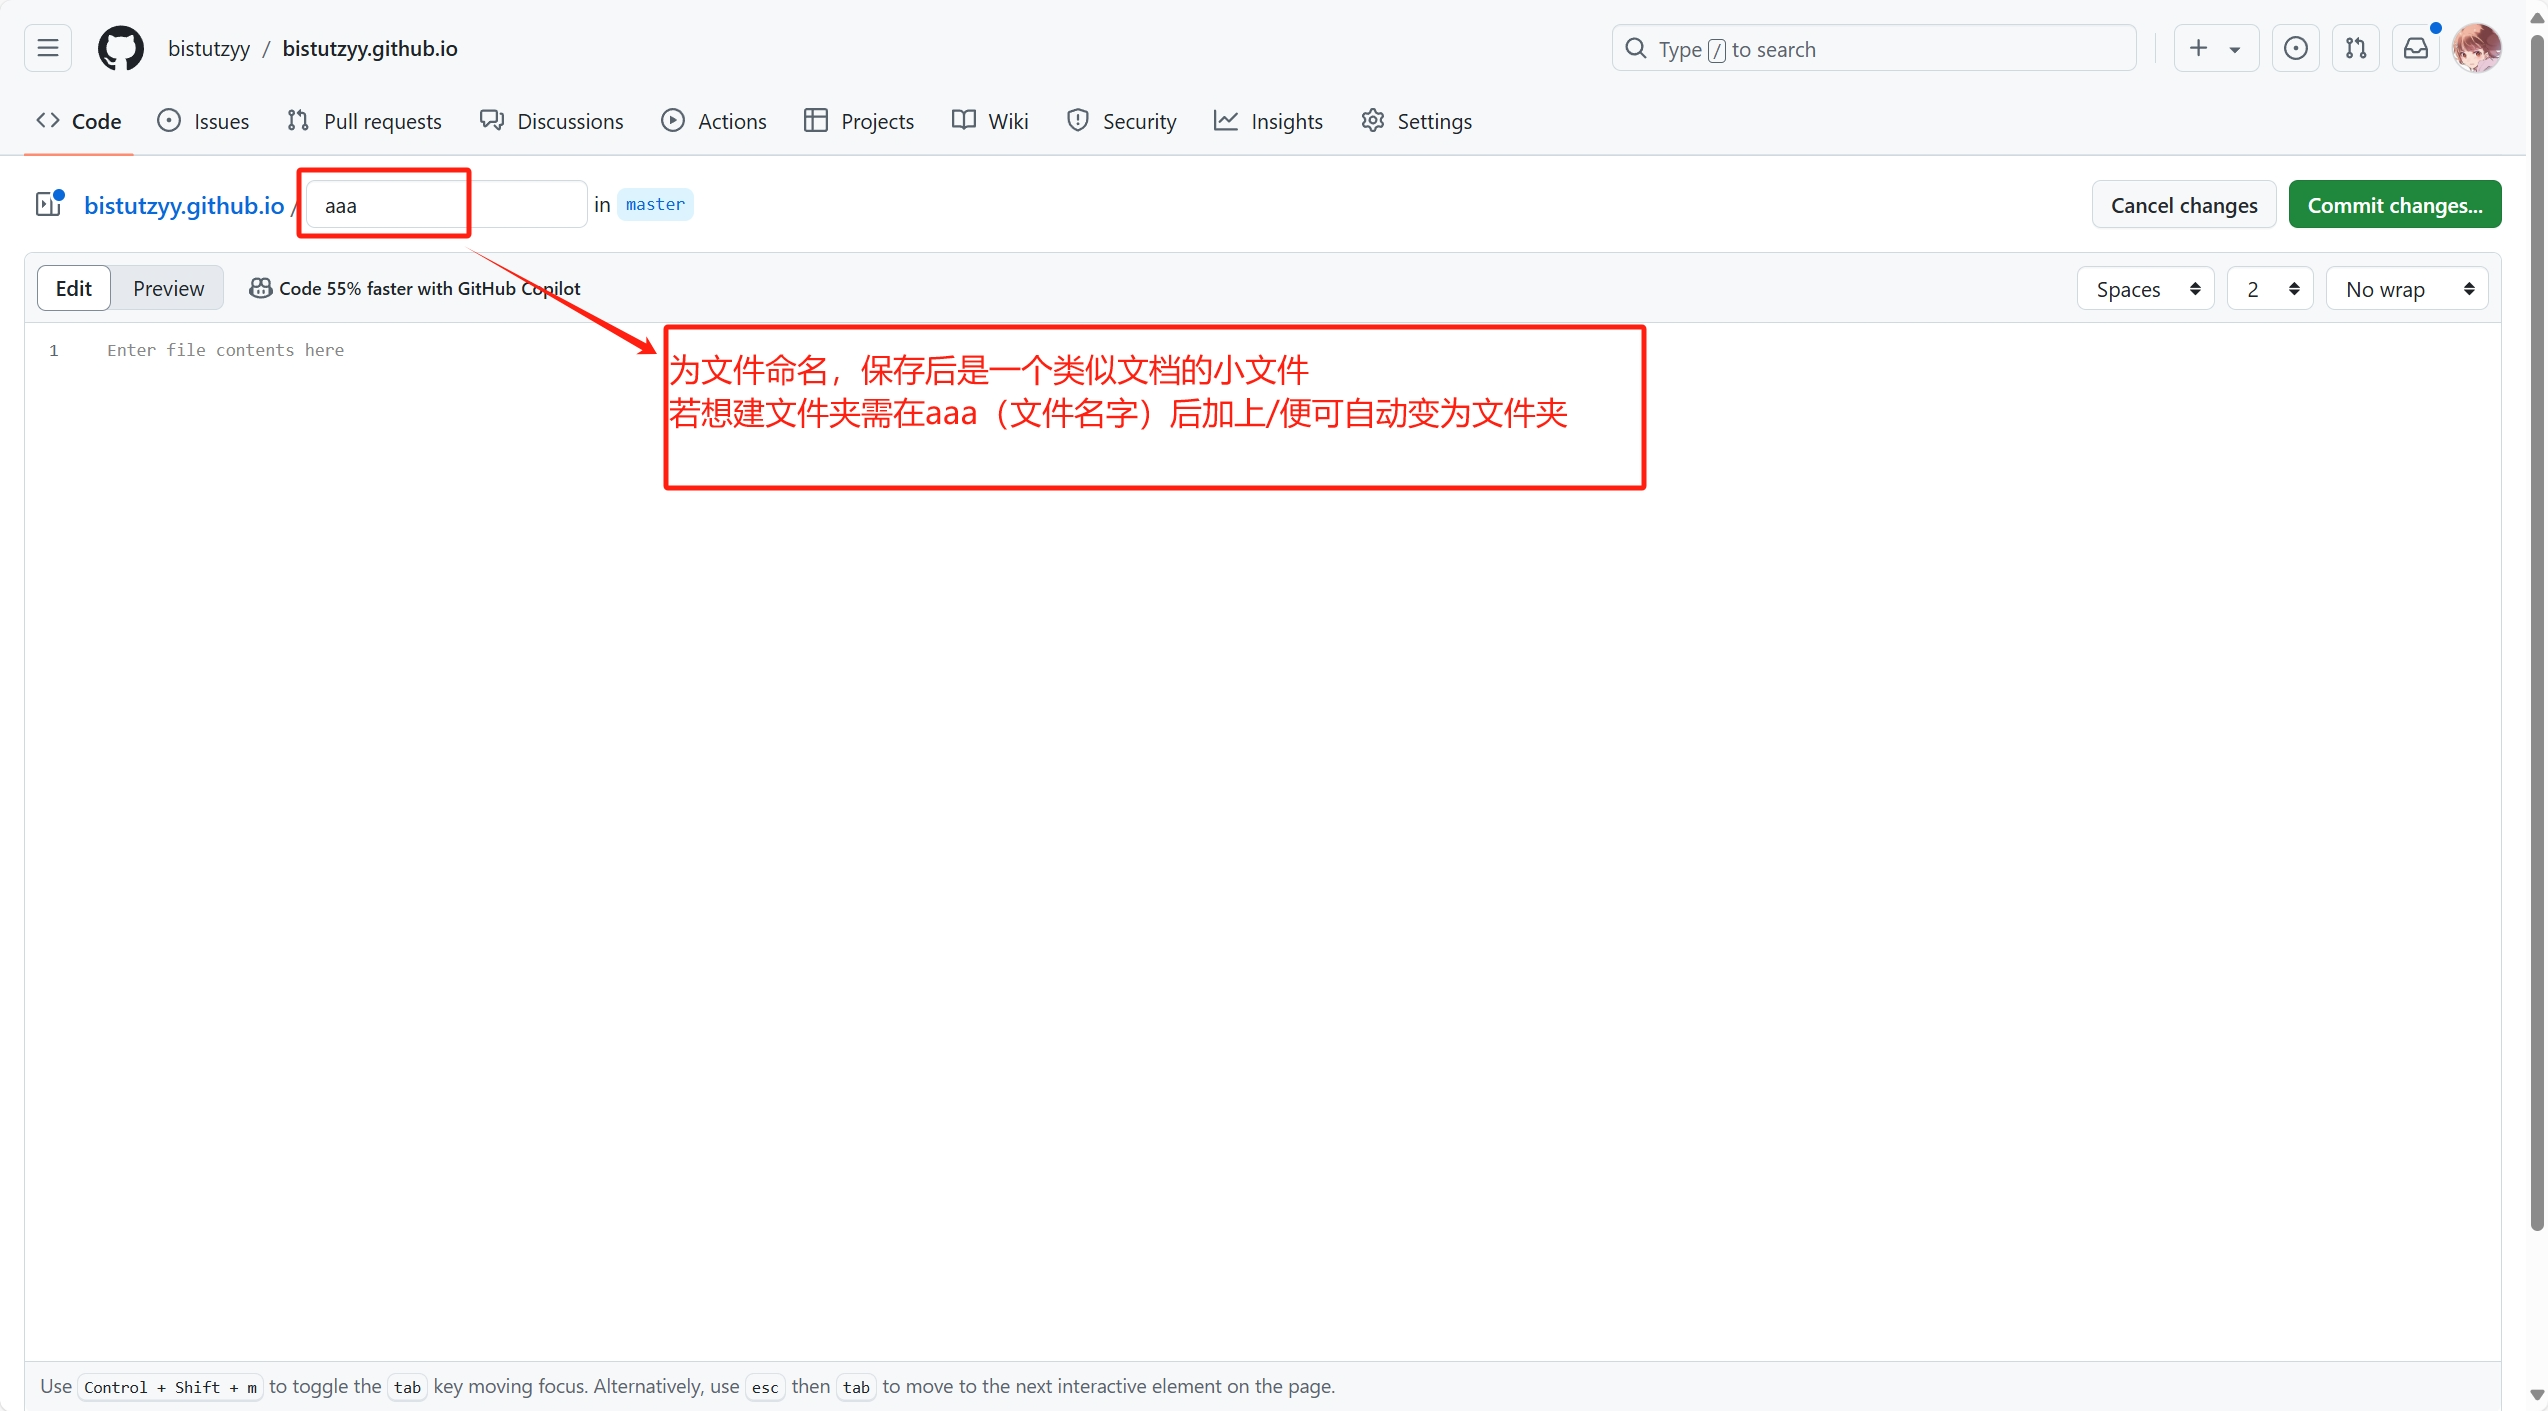 bistutzyy / bistutzyy.github.io
Type / to search
Code Issues Pull requests Discussions Actions Projects Wiki Security Insights Settings
bistutzyy.github.io / aaa in master
Cancel changes Commit changes...
Edit Preview Code 55% faster with GitHub Copilot
Spaces 2 No wrap
1 Enter file contents here
为文件命名，保存后是一个类似文档的小文件
若想建文件夹需在aaa（文件名字）后加上/便可自动变为文件夹
Use Control + Shift + m to toggle the tab key moving focus. Alternatively, use esc then tab to move to the next interactive element on the page.